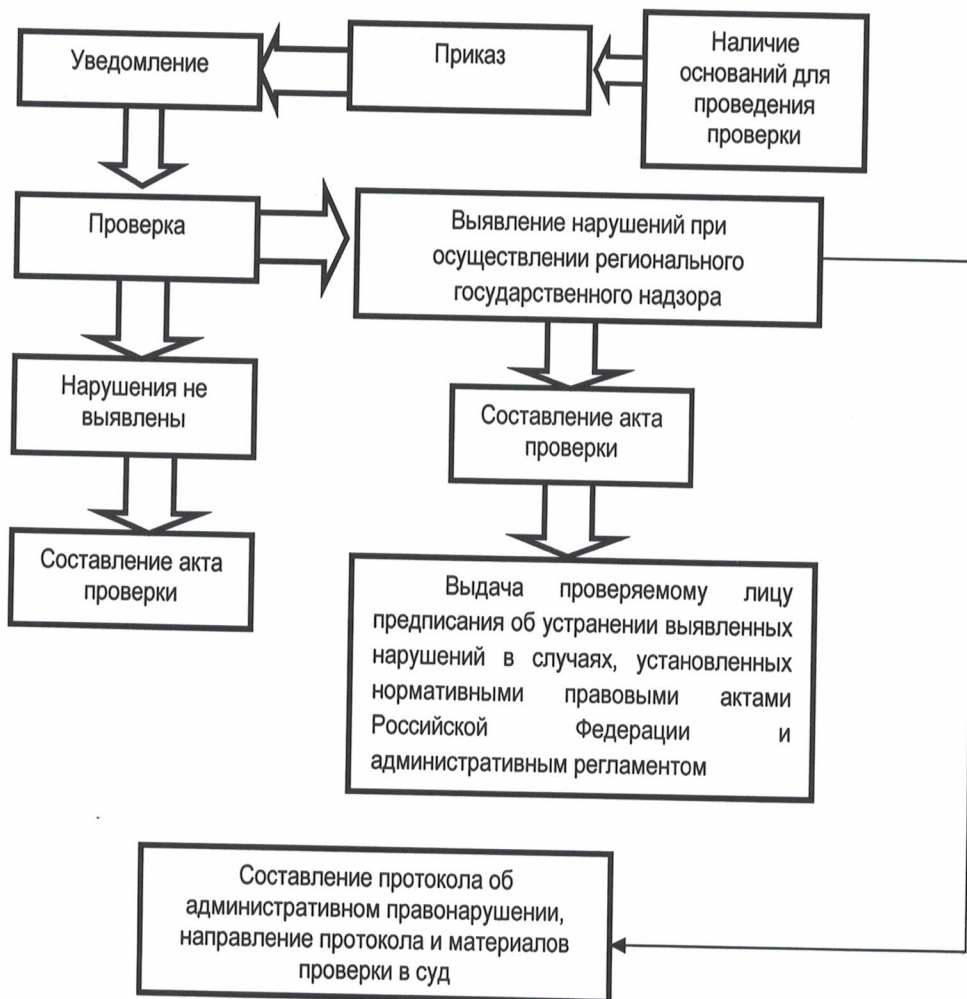 Наличие
оснований для
проведения
проверки
Приказ
Уведомление
Проверка
Выявление нарушений при
осуществлении регионального
государственного надзора
Нарушения не
выявлены
Составление акта
проверки
Составление акта
проверки
Выдача проверяемому лицу
предписания об устранении выявленных
нарушений в случаях, установленных
нормативными правовыми актами
Российской Федерации и
административным регламентом
Составление протокола об
административном правонарушении,
направление протокола и материалов
проверки в суд